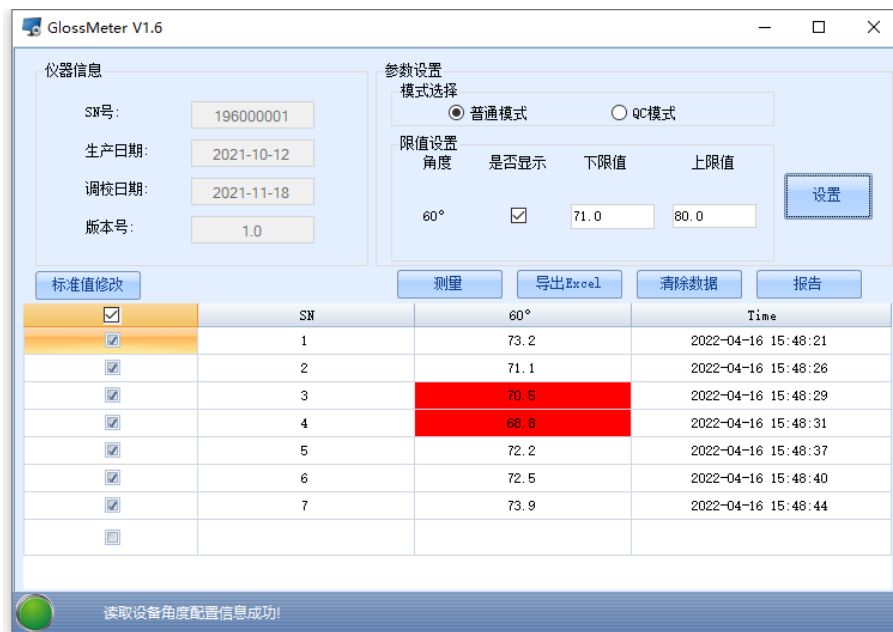 GlossMeter V1.6
仪器信息
SN号: 196000001
生产日期: 2021-10-12
调校日期: 2021-11-18
版本号: 1.0
参数设置
模式选择
普通模式 QC模式
限值设置
角度 是否显示 下限值 上限值
60° 71.0 80.0
设置
标准值修改 测量 导出Excel 清除数据 报告
SN 60° Time
1 73.2 2022-04-16 15:48:21
2 71.1 2022-04-16 15:48:26
3 70.5 2022-04-16 15:48:29
4 68.8 2022-04-16 15:48:31
5 72.2 2022-04-16 15:48:37
6 72.5 2022-04-16 15:48:40
7 73.9 2022-04-16 15:48:44
读取设备角度配置信息成功!